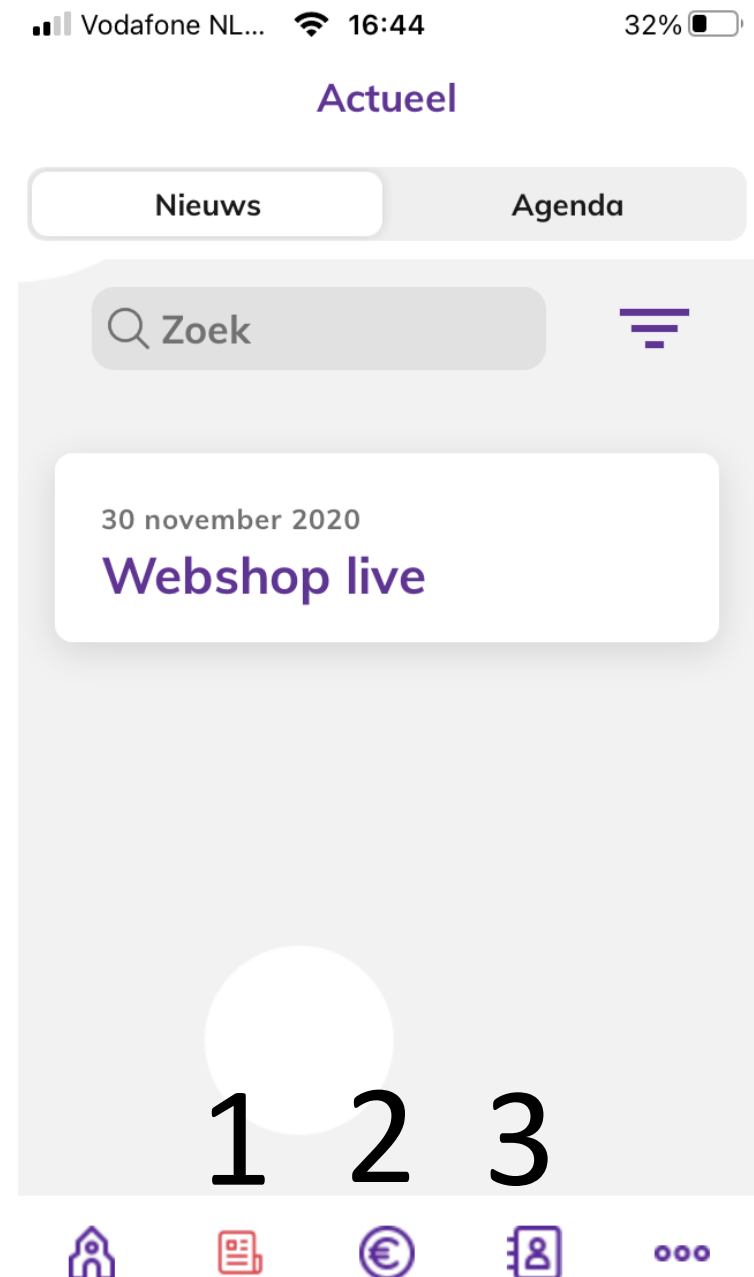 Vodafone NL... 16:44 32%
Actueel
Nieuws Agenda
Zoek
30 november 2020
Webshop live
1 2 3